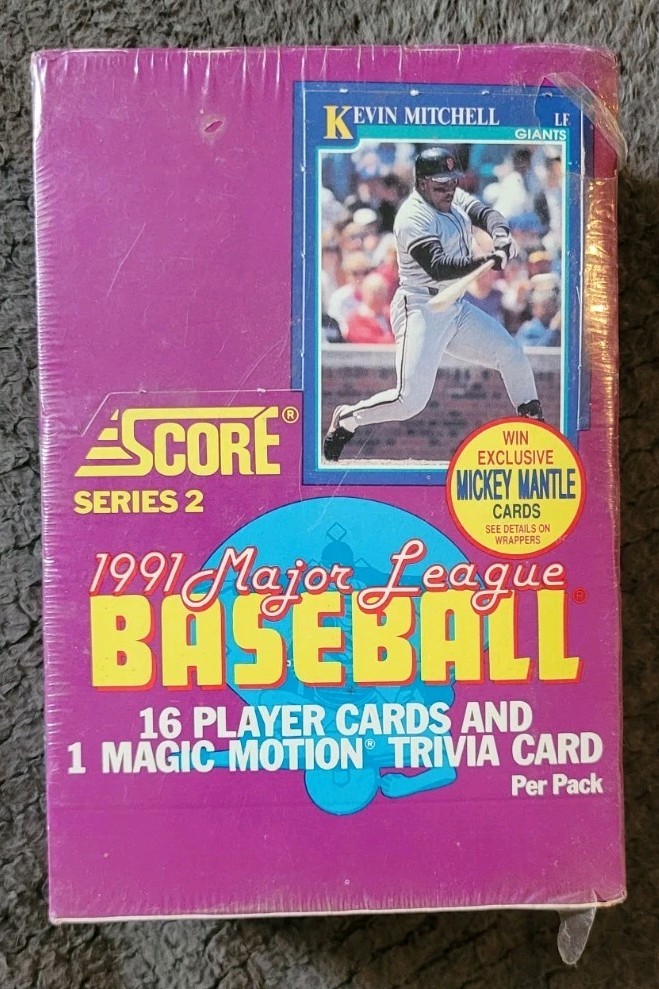 KEVIN MITCHELL LF
GIANTS
SCORE®
SERIES 2
WIN
EXCLUSIVE
MICKEY MANTLE
CARDS
SEE DETAILS ON
WRAPPERS
1991 Major League
BASEBALL®
16 PLAYER CARDS AND
1 MAGIC MOTION® TRIVIA CARD
Per Pack